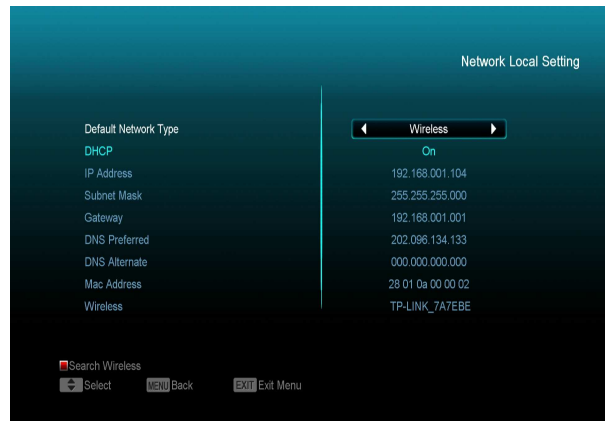 Network Local Setting
Default Network Type Wireless
DHCP On
IP Address 192.168.001.104
Subnet Mask 255.255.255.000
Gateway 192.168.001.001
DNS Preferred 202.096.134.133
DNS Alternate 000.000.000.000
Mac Address 28 01 0a 00 00 02
Wireless TP-LINK_7A7EBE
Search Wireless
Select MENU Back EXIT Exit Menu